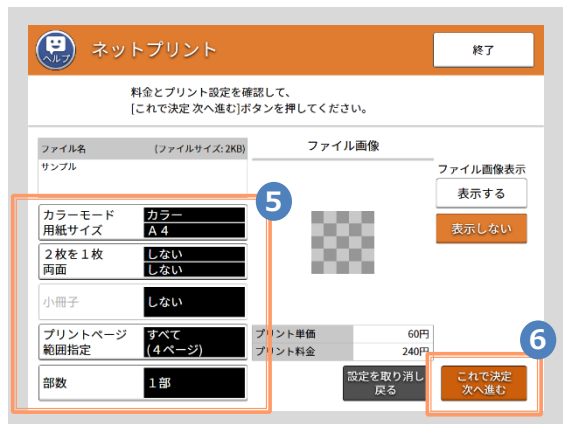 ヘルプ
ネットプリント
終了
料金とプリント設定を確認して、
[これで決定 次へ進む]ボタンを押してください。
ファイル名 (ファイルサイズ: 2KB)
サンプル
ファイル画像
ファイル画像表示
表示する
表示しない
5
カラーモード カラー
用紙サイズ A4
2枚を1枚 しない
両面 しない
小冊子 しない
プリントページ すべて
範囲指定 (4ページ)
部数 1部
プリント単価 60円
プリント料金 240円
設定を取り消し
戻る
6
これで決定
次へ進む